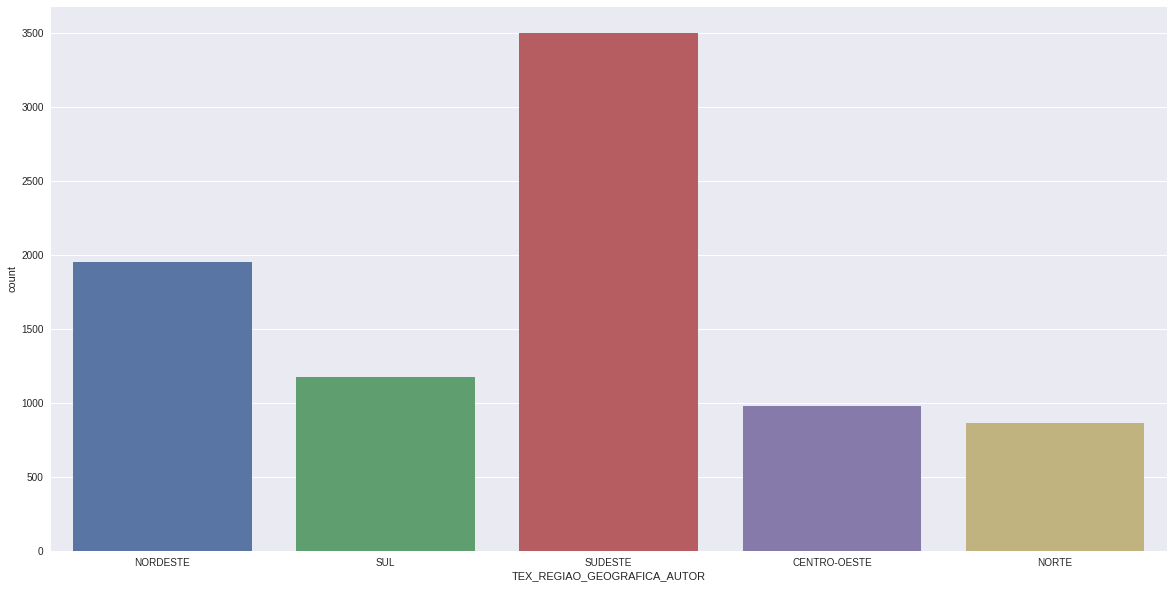 3500
3000
2500
2000
1500
1000
500
0
count
NORDESTE SUL SUDESTE CENTRO-OESTE NORTE
TEX_REGIAO_GEOGRAFICA_AUTOR